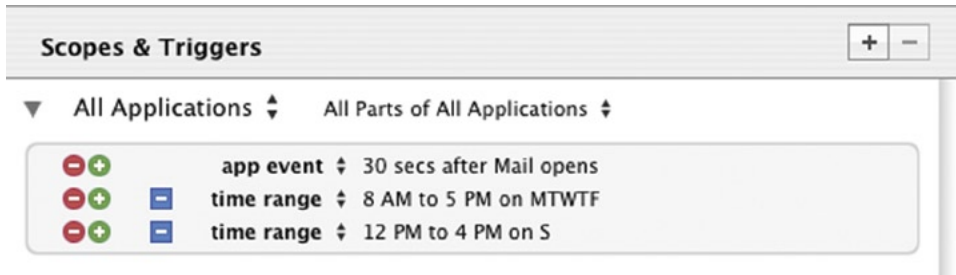 Scopes & Triggers
All Applications All Parts of All Applications
app event 30 secs after Mail opens
time range 8 AM to 5 PM on MTWTF
time range 12 PM to 4 PM on S